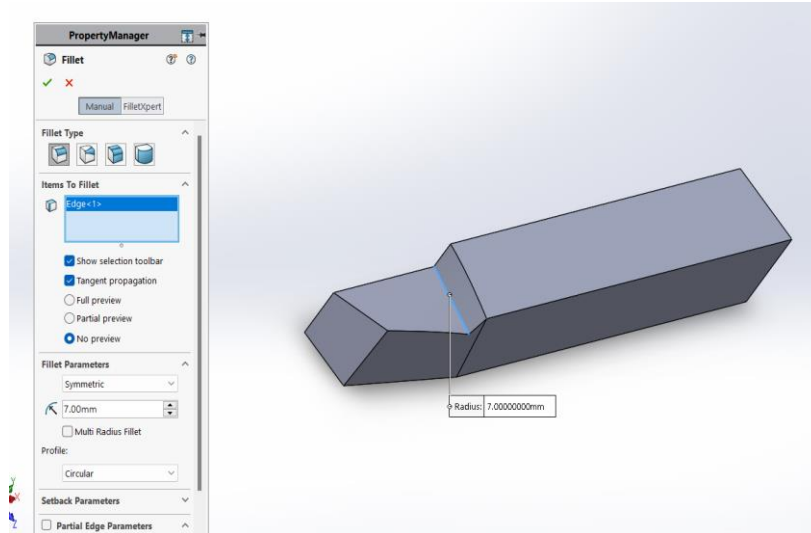 PropertyManager
Fillet
Manual FilletXpert
Fillet Type
Items To Fillet
Edge<1>
Show selection toolbar
Tangent propagation
Full preview
Partial preview
No preview
Fillet Parameters
Symmetric
7.00mm
Multi Radius Fillet
Profile:
Circular
Setback Parameters
Partial Edge Parameters
Radius: 7.00000000mm
Y
X
Z